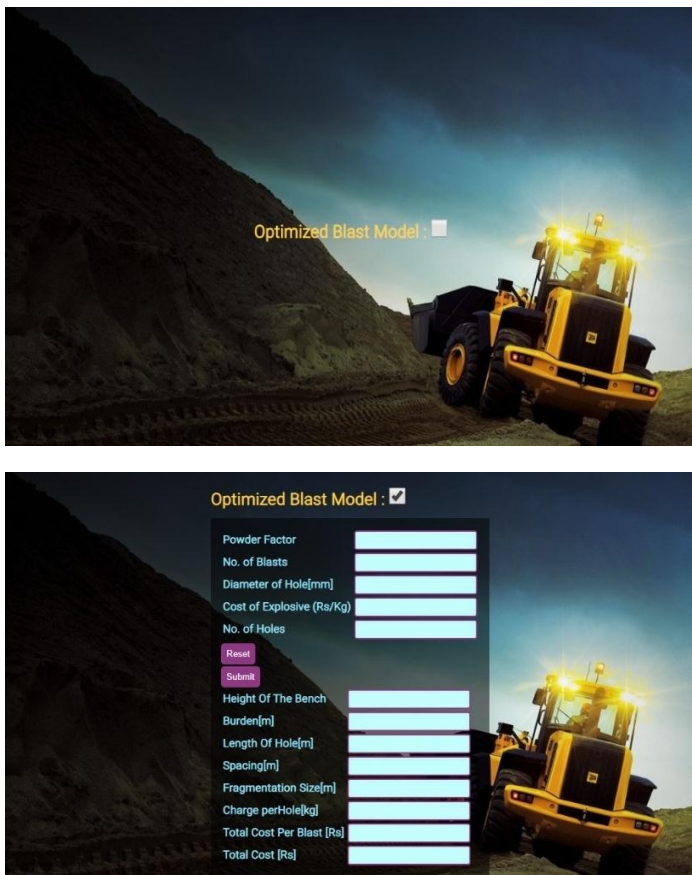 Optimized Blast Model :
Optimized Blast Model :
Powder Factor
No. of Blasts
Diameter of Hole[mm]
Cost of Explosive (Rs/Kg)
No. of Holes
Reset
Submit
Height Of The Bench
Burden[m]
Length Of Hole[m]
Spacing[m]
Fragmentation Size[m]
Charge perHole[kg]
Total Cost Per Blast [Rs]
Total Cost [Rs]